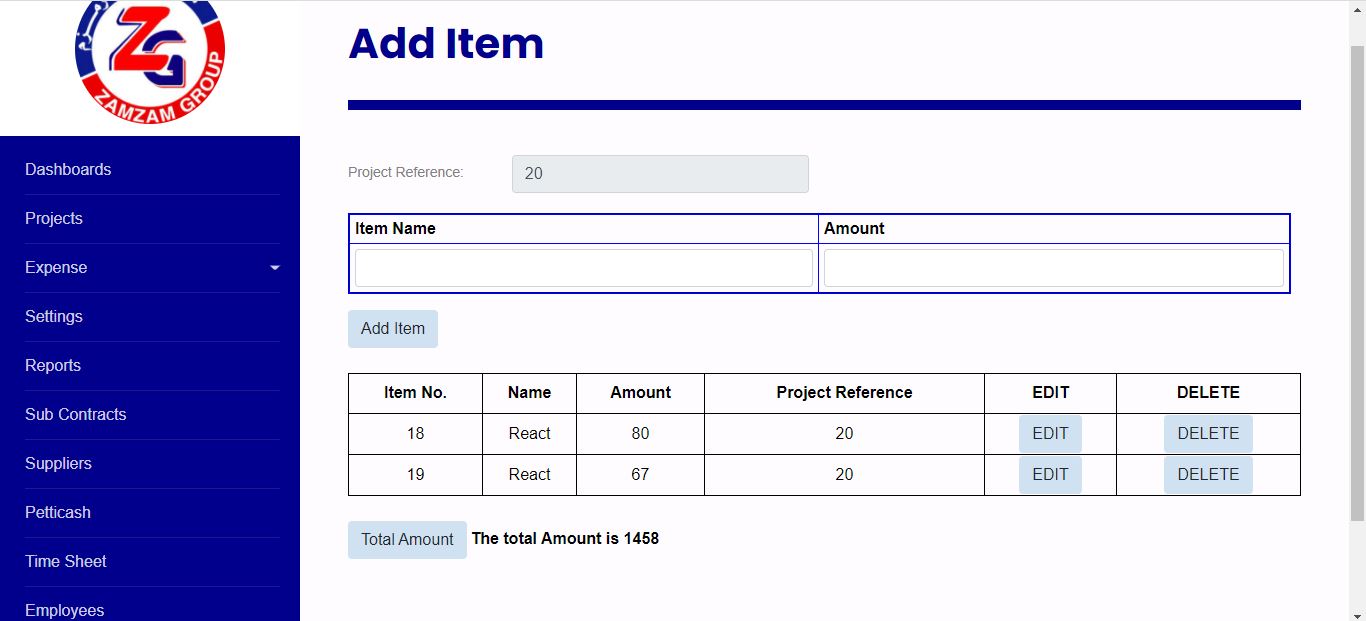 ZG
ZAMZAM GROUP
Dashboards
Projects
Expense
Settings
Reports
Sub Contracts
Suppliers
Petticash
Time Sheet
Employees
Add Item
Project Reference: 20
Item Name Amount
Add Item
Item No. Name Amount Project Reference EDIT DELETE
18 React 80 20 EDIT DELETE
19 React 67 20 EDIT DELETE
Total Amount The total Amount is 1458